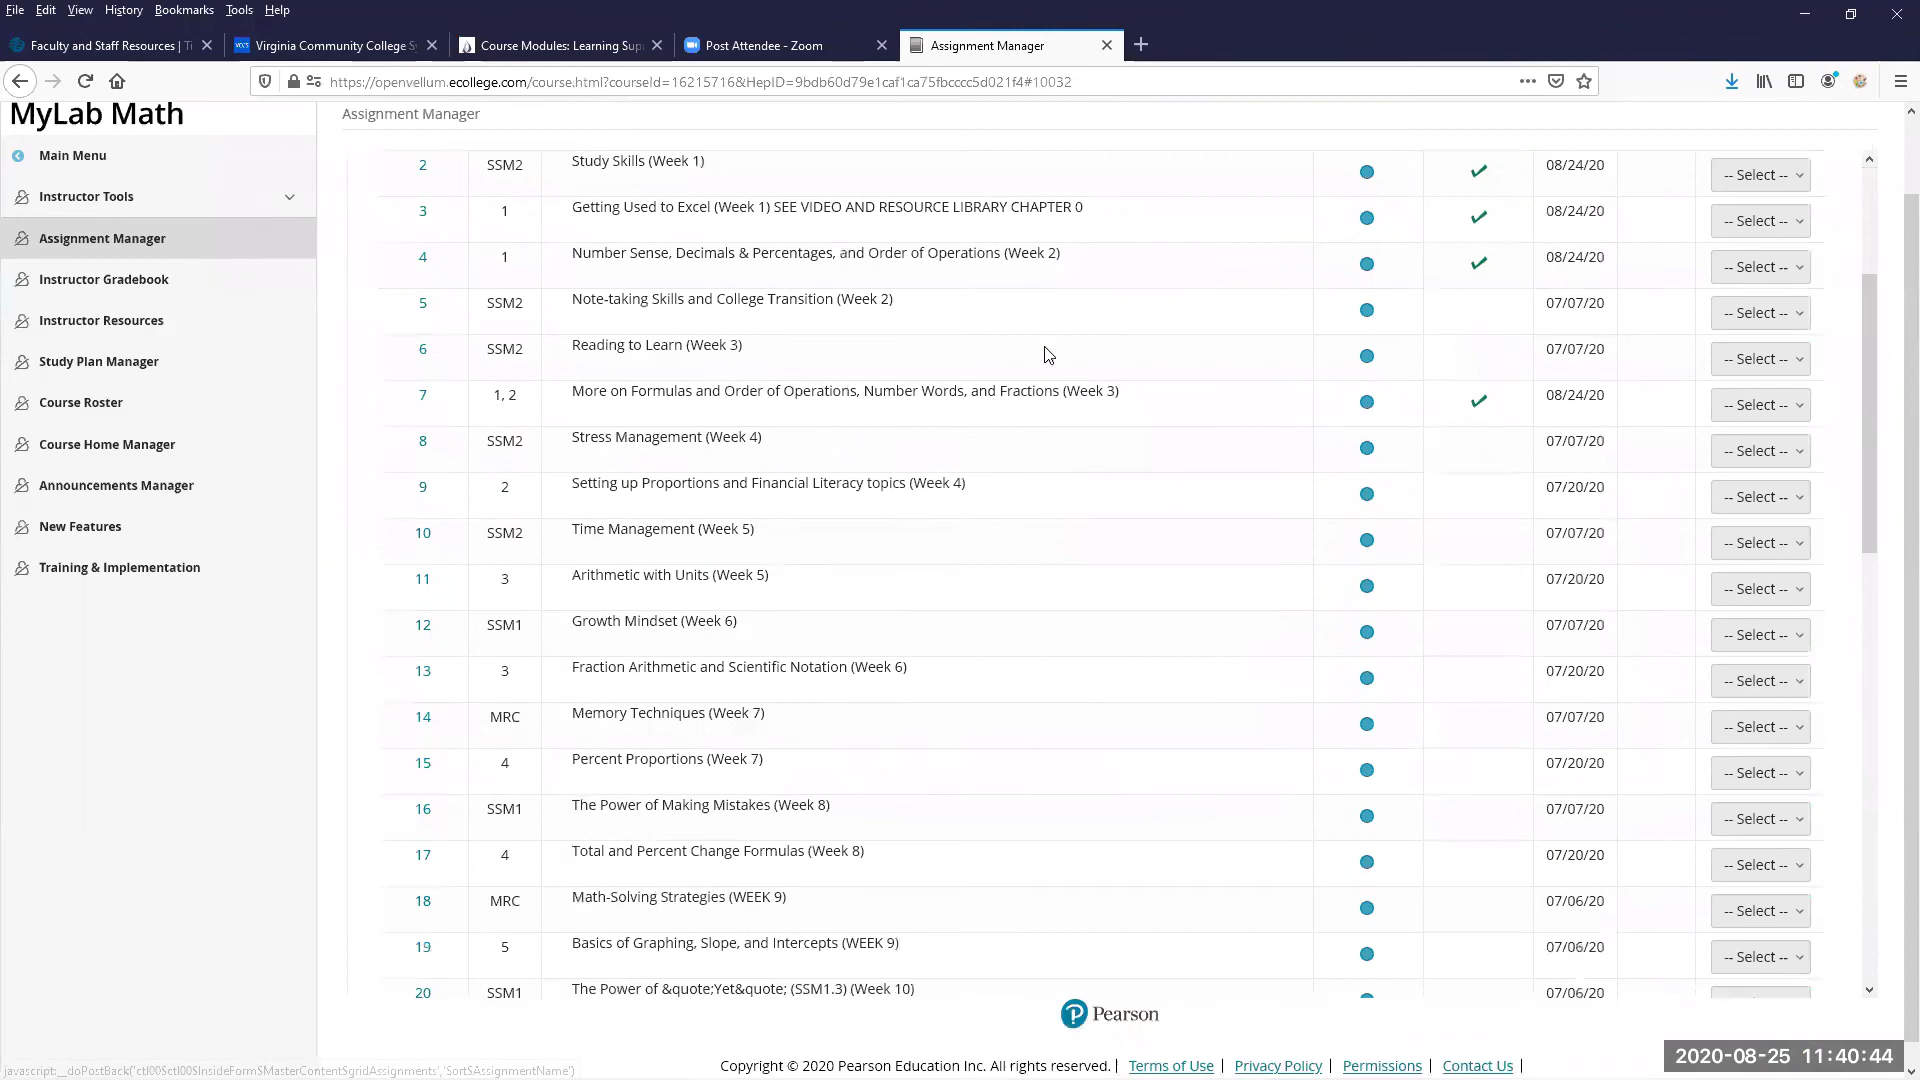 File Edit View History Bookmarks Tools Help
Faculty and Staff Resources | Ti
Virginia Community College S
Course Modules: Learning Sup
Post Attendee - Zoom
Assignment Manager
https://openvellum.ecollege.com/course.html?courseId=16215716&HepID=9bdb60d79e1caf1ca75fbcccc5d021f4#10032
MyLab Math
Main Menu
Instructor Tools
Assignment Manager
Instructor Gradebook
Instructor Resources
Study Plan Manager
Course Roster
Course Home Manager
Announcements Manager
New Features
Training & Implementation
Assignment Manager
2 SSM2 Study Skills (Week 1) 08/24/20 -- Select --
3 1 Getting Used to Excel (Week 1) SEE VIDEO AND RESOURCE LIBRARY CHAPTER 0 08/24/20 -- Select --
4 1 Number Sense, Decimals & Percentages, and Order of Operations (Week 2) 08/24/20 -- Select --
5 SSM2 Note-taking Skills and College Transition (Week 2) 07/07/20 -- Select --
6 SSM2 Reading to Learn (Week 3) 07/07/20 -- Select --
7 1, 2 More on Formulas and Order of Operations, Number Words, and Fractions (Week 3) 08/24/20 -- Select --
8 SSM2 Stress Management (Week 4) 07/07/20 -- Select --
9 2 Setting up Proportions and Financial Literacy topics (Week 4) 07/20/20 -- Select --
10 SSM2 Time Management (Week 5) 07/07/20 -- Select --
11 3 Arithmetic with Units (Week 5) 07/20/20 -- Select --
12 SSM1 Growth Mindset (Week 6) 07/07/20 -- Select --
13 3 Fraction Arithmetic and Scientific Notation (Week 6) 07/20/20 -- Select --
14 MRC Memory Techniques (Week 7) 07/07/20 -- Select --
15 4 Percent Proportions (Week 7) 07/20/20 -- Select --
16 SSM1 The Power of Making Mistakes (Week 8) 07/07/20 -- Select --
17 4 Total and Percent Change Formulas (Week 8) 07/20/20 -- Select --
18 MRC Math-Solving Strategies (WEEK 9) 07/06/20 -- Select --
19 5 Basics of Graphing, Slope, and Intercepts (WEEK 9) 07/06/20 -- Select --
20 SSM1 The Power of &quote;Yet&quote; (SSM1.3) (Week 10) 07/06/20
P Pearson
Copyright © 2020 Pearson Education Inc. All rights reserved. | Terms of Use | Privacy Policy | Permissions | Contact Us |
javascript:__doPostBack('ctl00$ctl00$InsideForm$MasterContent$gridAssignments','Sort$AssignmentName')
2020-08-25 11:40:44